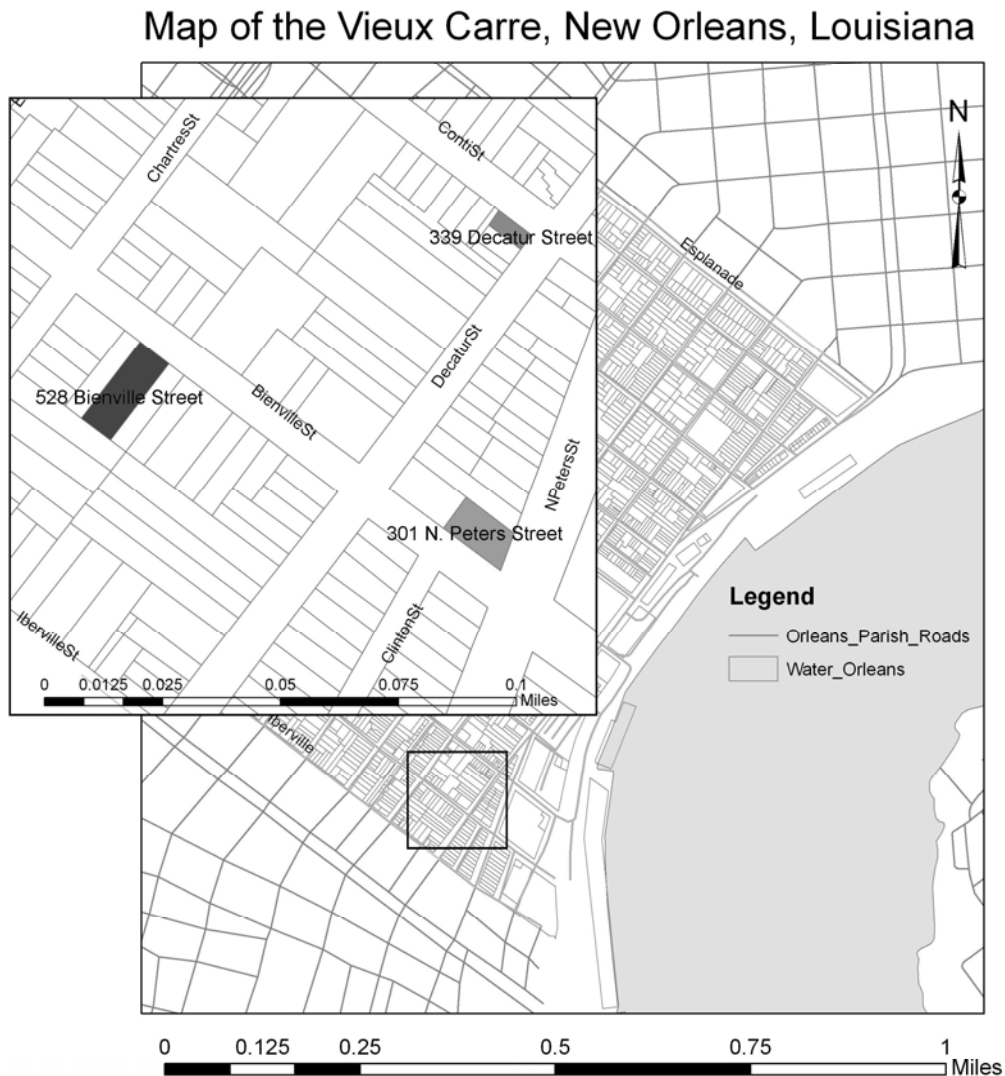 Map of the Vieux Carre, New Orleans, Louisiana
ChartresSt
ContiSt
N
339 Decatur Street
Esplanade
DecaturSt
528 Bienville Street
BienvilleSt
NPetersSt
301 N. Peters Street
Legend
Orleans_Parish_Roads
Water_Orleans
ClintonSt
IbervilleSt
0 0.0125 0.025 0.05 0.075 0.1
Miles
Iberville
0 0.125 0.25 0.5 0.75 1
Miles